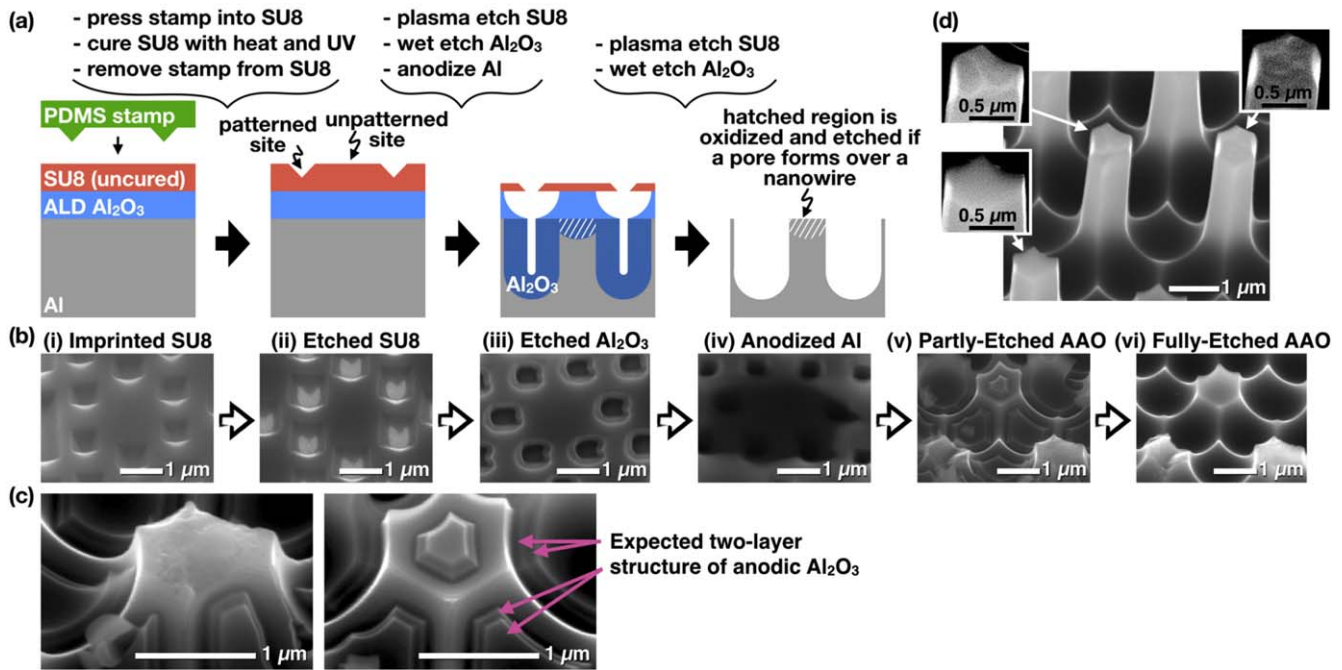 (a)
- press stamp into SU8
- cure SU8 with heat and UV
- remove stamp from SU8
- plasma etch SU8
- wet etch Al₂O₃
- anodize Al
- plasma etch SU8
- wet etch Al₂O₃
PDMS stamp
SU8 (uncured)
ALD Al₂O₃
Al
patterned
site
unpatterned
site
Al₂O₃
hatched region is
oxidized and etched if
a pore forms over a
nanowire
(d)
0.5 μm
0.5 μm
0.5 μm
1 μm
(b)
(i) Imprinted SU8
(ii) Etched SU8
(iii) Etched Al₂O₃
(iv) Anodized Al
(v) Partly-Etched AAO
(vi) Fully-Etched AAO
1 μm
1 μm
1 μm
1 μm
1 μm
1 μm
(c)
1 μm
1 μm
Expected two-layer
structure of anodic Al₂O₃